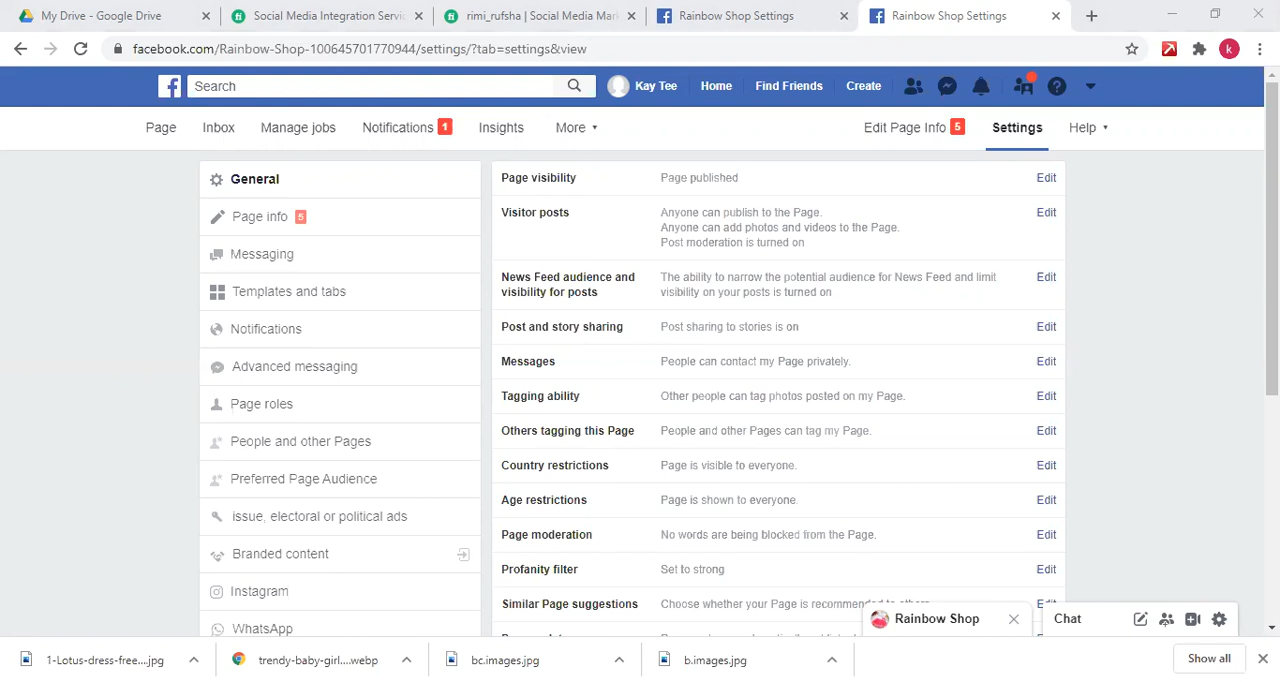 My Drive - Google Drive
Social Media Integration Servic
rimi_rufsha | Social Media Mark
Rainbow Shop Settings
Rainbow Shop Settings
facebook.com/Rainbow-Shop-100645701770944/settings/?tab=settings&view
k
Search
Kay Tee
Home
Find Friends
Create
Page
Inbox
Manage jobs
Notifications 1
Insights
More
Edit Page Info 5
Settings
Help
General
Page info 5
Messaging
Templates and tabs
Notifications
Advanced messaging
Page roles
People and other Pages
Preferred Page Audience
issue, electoral or political ads
Branded content
Instagram
WhatsApp
Page visibility Page published Edit
Visitor posts Anyone can publish to the Page. Edit
Anyone can add photos and videos to the Page.
Post moderation is turned on
News Feed audience and The ability to narrow the potential audience for News Feed and limit Edit
visibility for posts visibility on your posts is turned on
Post and story sharing Post sharing to stories is on Edit
Messages People can contact my Page privately. Edit
Tagging ability Other people can tag photos posted on my Page. Edit
Others tagging this Page People and other Pages can tag my Page. Edit
Country restrictions Page is visible to everyone. Edit
Age restrictions Page is shown to everyone. Edit
Page moderation No words are being blocked from the Page. Edit
Profanity filter Set to strong Edit
Similar Page suggestions Choose whether your Page is recommended to others Edit
Rainbow Shop
Chat
1-Lotus-dress-free....jpg
trendy-baby-girl....webp
bc.images.jpg
b.images.jpg
Show all